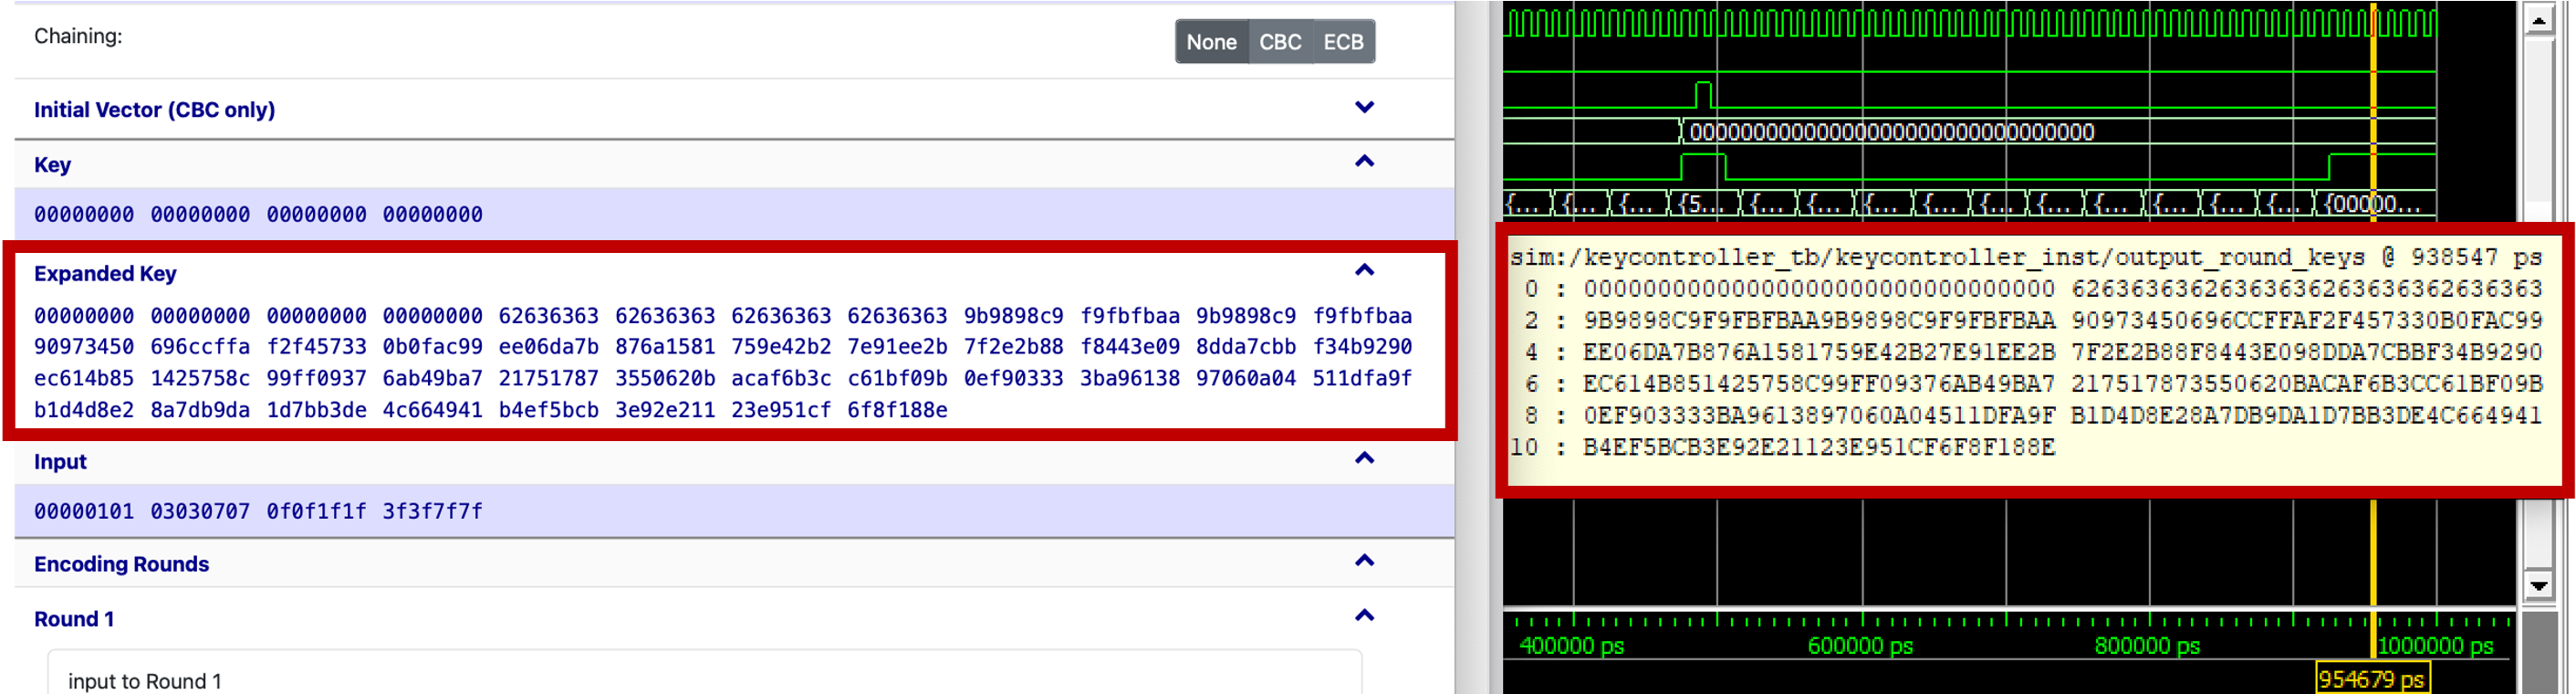 Chaining:
None CBC ECB
Initial Vector (CBC only)
Key
00000000 00000000 00000000 00000000
Expanded Key
00000000 00000000 00000000 00000000 62636363 62636363 62636363 62636363 9b9898c9 f9fbfbaa 9b9898c9 f9fbfbaa
90973450 696ccffa f2f45733 0b0fac99 ee06da7b 876a1581 759e42b2 7e91ee2b 7f2e2b88 f8443e09 8dda7cbb f34b9290
ec614b85 1425758c 99ff0937 6ab49ba7 21751787 3550620b acaf6b3c c61bf09b 0ef90333 3ba96138 97060a04 511dfa9f
b1d4d8e2 8a7db9da 1d7bb3de 4c664941 b4ef5bcb 3e92e211 23e951cf 6f8f188e
Input
00000101 03030707 0f0f1f1f 3f3f7f7f
Encoding Rounds
Round 1
input to Round 1
00000000000000000000000000000000
{... {... {... {5... {... {... {... {... {... {... {... {... {... {... {00000...
sim:/keycontroller_tb/keycontroller_inst/output_round_keys @ 938547 ps
0 : 00000000000000000000000000000000 62636363626363636263636362636363
2 : 9B9898C9F9FBFBAA9B9898C9F9FBFBAA 90973450696CCFFAF2F457330B0FAC99
4 : EE06DA7B876A1581759E42B27E91EE2B 7F2E2B88F8443E098DDA7CBBF34B9290
6 : EC614B851425758C99FF09376AB49BA7 217517873550620BACAF6B3CC61BF09B
8 : 0EF903333BA9613897060A04511DFA9F B1D4D8E28A7DB9DA1D7BB3DE4C664941
10 : B4EF5BCB3E92E21123E951CF6F8F188E
400000 ps 600000 ps 800000 ps 1000000 ps
954679 ps